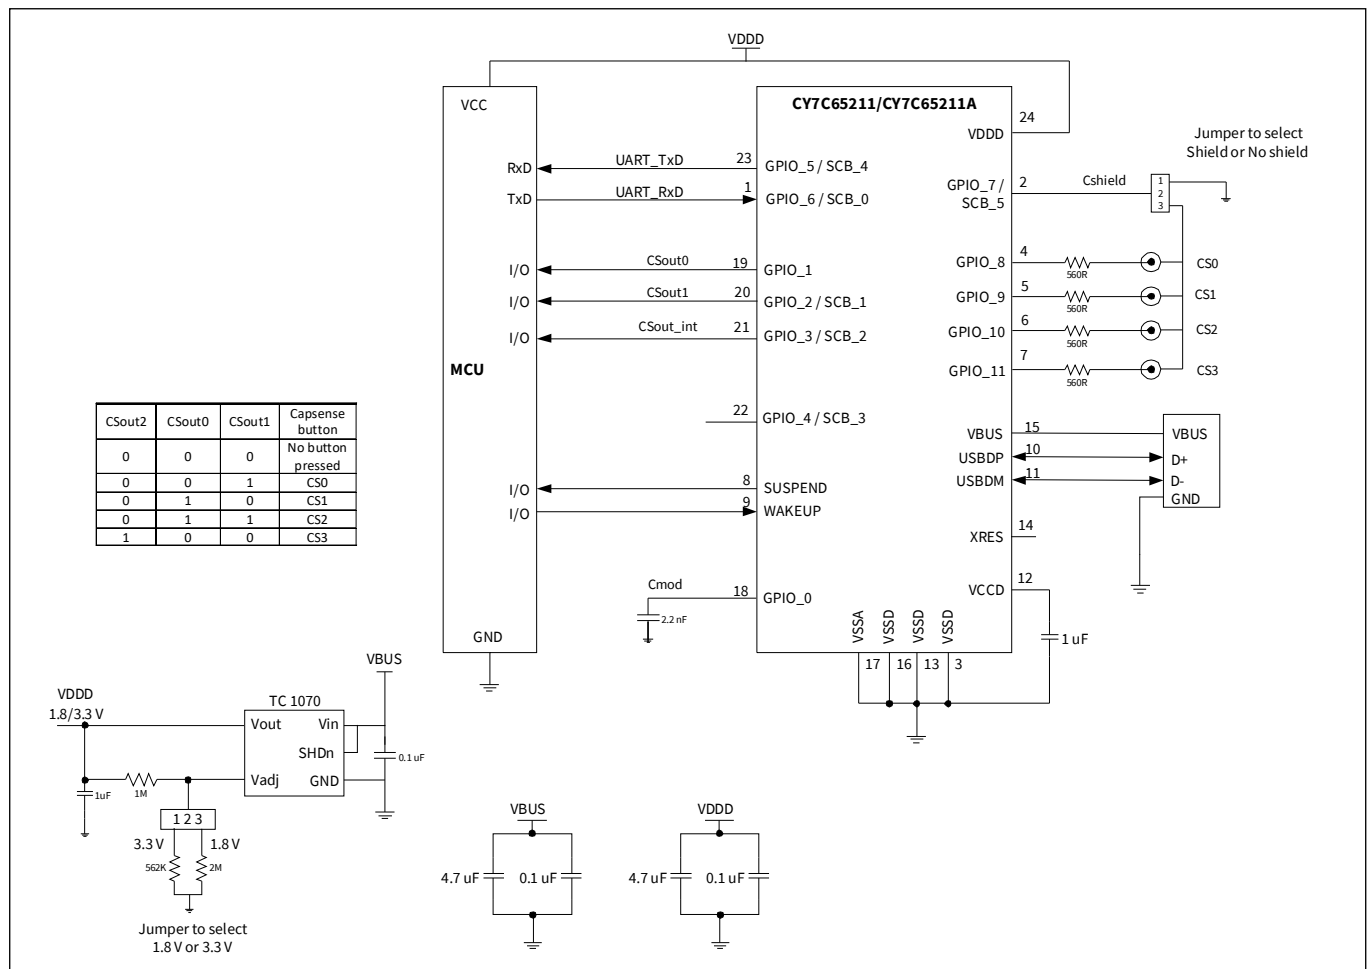 VDDD
VCC
CY7C65211/CY7C65211A
24
VDDD
Jumper to select
Shield or No shield
RxD
UART_TxD
23
GPIO_5 / SCB_4
TxD
UART_RxD
1
GPIO_6 / SCB_0
GPIO_7 /
SCB_5
2
Cshield
1
2
3
I/O
CSout0
19
GPIO_1
GPIO_8
4
560R
CS0
I/O
CSout1
20
GPIO_2 / SCB_1
GPIO_9
5
560R
CS1
I/O
CSout_int
21
GPIO_3 / SCB_2
GPIO_10
6
560R
CS2
MCU
GPIO_11
7
560R
CS3
22
GPIO_4 / SCB_3
VBUS
15
VBUS
USBDP
10
D+
USBDM
11
D-
GND
I/O
8
SUSPEND
I/O
9
WAKEUP
XRES
14
VCCD
12
1 uF
Cmod
18
GPIO_0
2.2 nF
GND
VSSA
VSSD
VSSD
VSSD
17
16
13
3
CSout2 CSout0 CSout1 Capsense
button
0 0 0 No button
pressed
0 0 1 CS0
0 1 0 CS1
0 1 1 CS2
1 0 0 CS3
VBUS
VDDD
1.8/3.3 V
TC 1070
Vout
Vin
SHDn
0.1 uF
Vadj
GND
1uF
1M
1 2 3
3.3 V
1.8 V
562K
2M
Jumper to select
1.8 V or 3.3 V
VBUS
4.7 uF
0.1 uF
VDDD
4.7 uF
0.1 uF